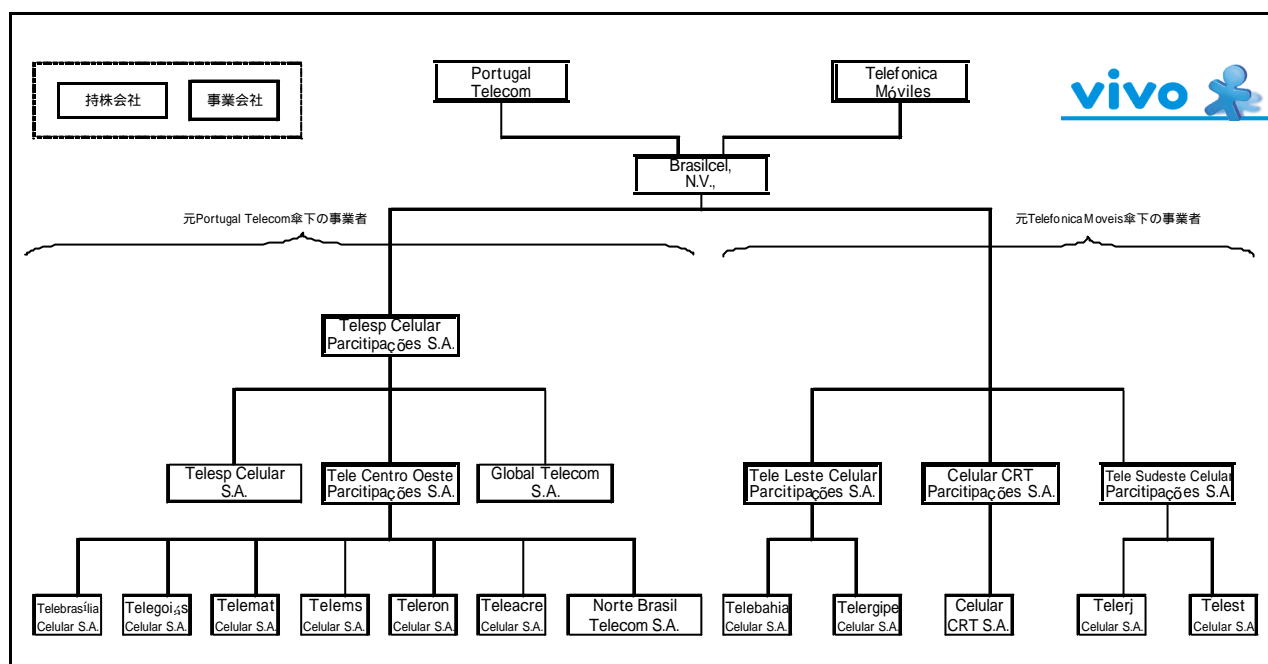 持株会社
事業会社
Portugal
Telecom
Telefonica
Móviles
vivo
Brasilcel,
N.V.,
元Portugal Telecom傘下の事業者
元Telefonica Moveis傘下の事業者
Telesp Celular
Parcitipações S.A.
Telesp Celular
S.A.
Tele Centro Oeste
Parcitipações S.A.
Global Telecom
S.A.
Tele Leste Celular
Parcitipações S.A.
Celular CRT
Parcitipações S.A.
Tele Sudeste Celular
Parcitipações S.A.
Telebrasília
Celular S.A.
Telegoiás
Celular S.A.
Telemat
Celular S.A.
Telems
Celular S.A.
Teleron
Celular S.A.
Teleacre
Celular S.A.
Norte Brasil
Telecom S.A.
Telebahia
Celular S.A.
Telergipe
Celular S.A.
Celular
CRT S.A.
Telerj
Celular S.A.
Telest
Celular S.A